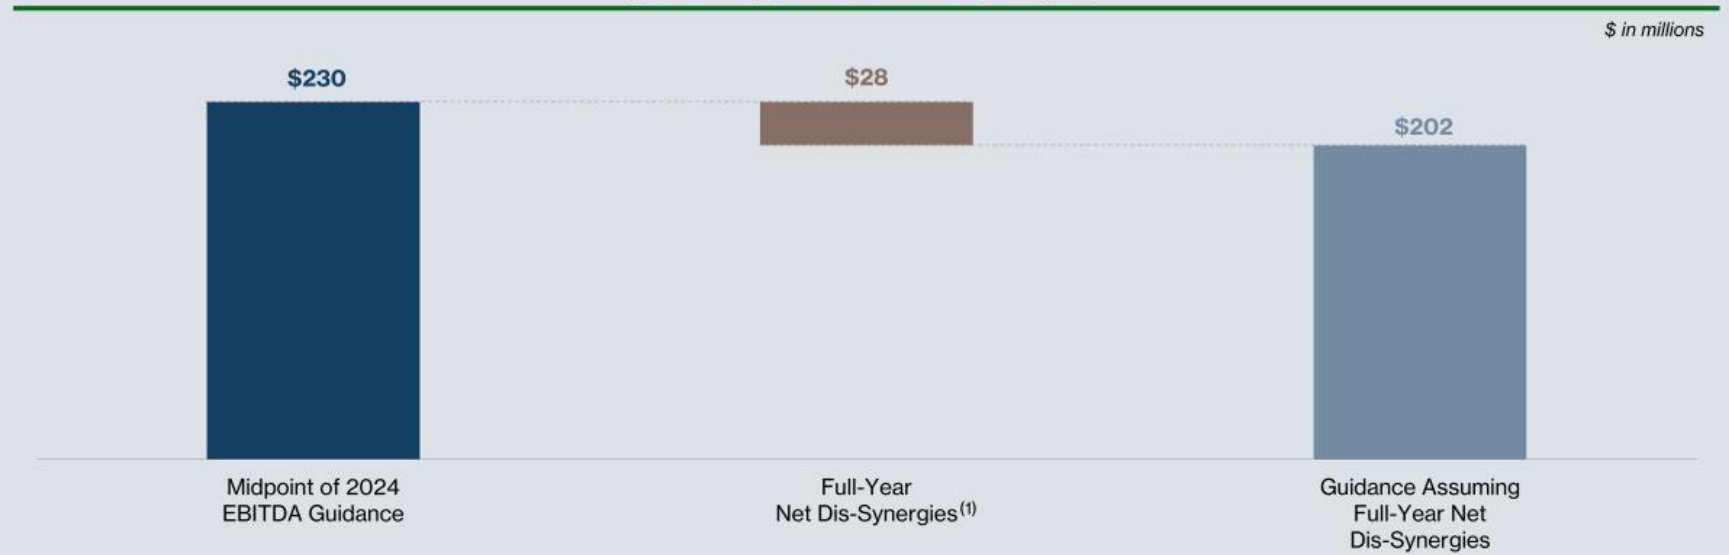 $ in millions
$230
$28
$202
Midpoint of 2024
EBITDA Guidance
Full-Year
Net Dis-Synergies(1)
Guidance Assuming
Full-Year Net
Dis-Synergies